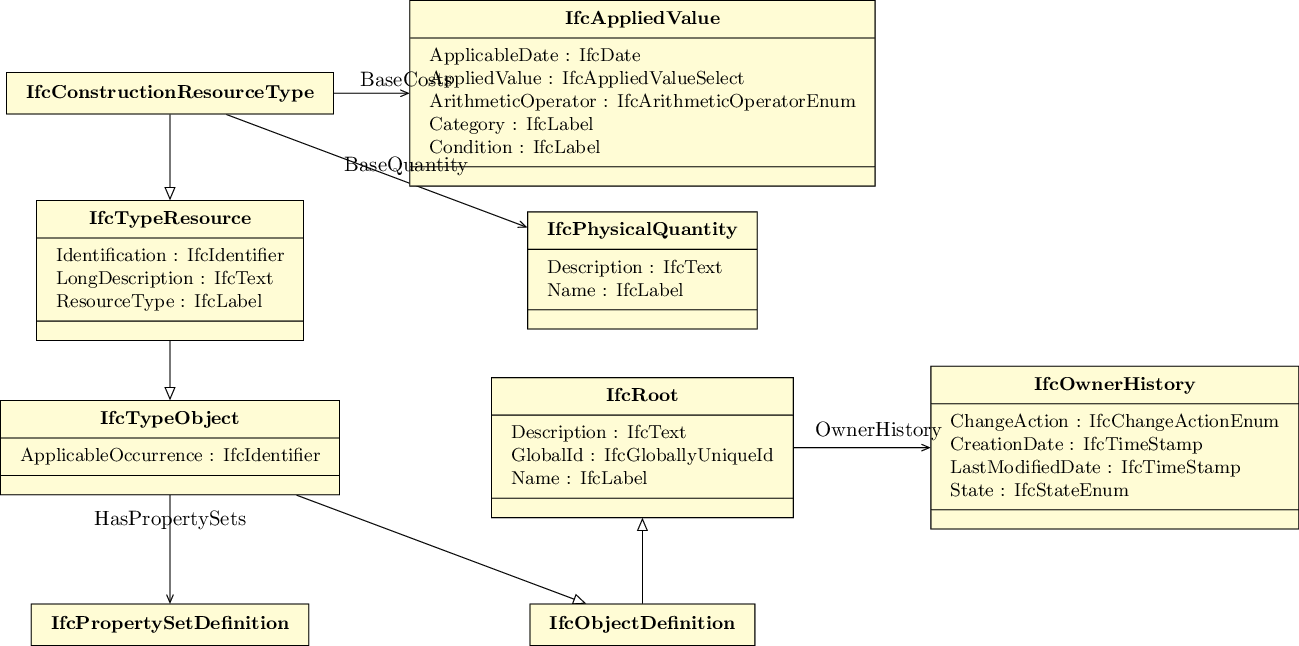 IfcAppliedValue
ApplicableDate : IfcDate
AppliedValue : IfcAppliedValueSelect
ArithmeticOperator : IfcArithmeticOperatorEnum
Category : IfcLabel
Condition : IfcLabel
IfcConstructionResourceType
BaseCosts
BaseQuantity
IfcTypeResource
Identification : IfcIdentifier
LongDescription : IfcText
ResourceType : IfcLabel
IfcPhysicalQuantity
Description : IfcText
Name : IfcLabel
IfcTypeObject
ApplicableOccurrence : IfcIdentifier
IfcRoot
Description : IfcText
GlobalId : IfcGloballyUniqueId
Name : IfcLabel
OwnerHistory
IfcOwnerHistory
ChangeAction : IfcChangeActionEnum
CreationDate : IfcTimeStamp
LastModifiedDate : IfcTimeStamp
State : IfcStateEnum
HasPropertySets
IfcPropertySetDefinition
IfcObjectDefinition